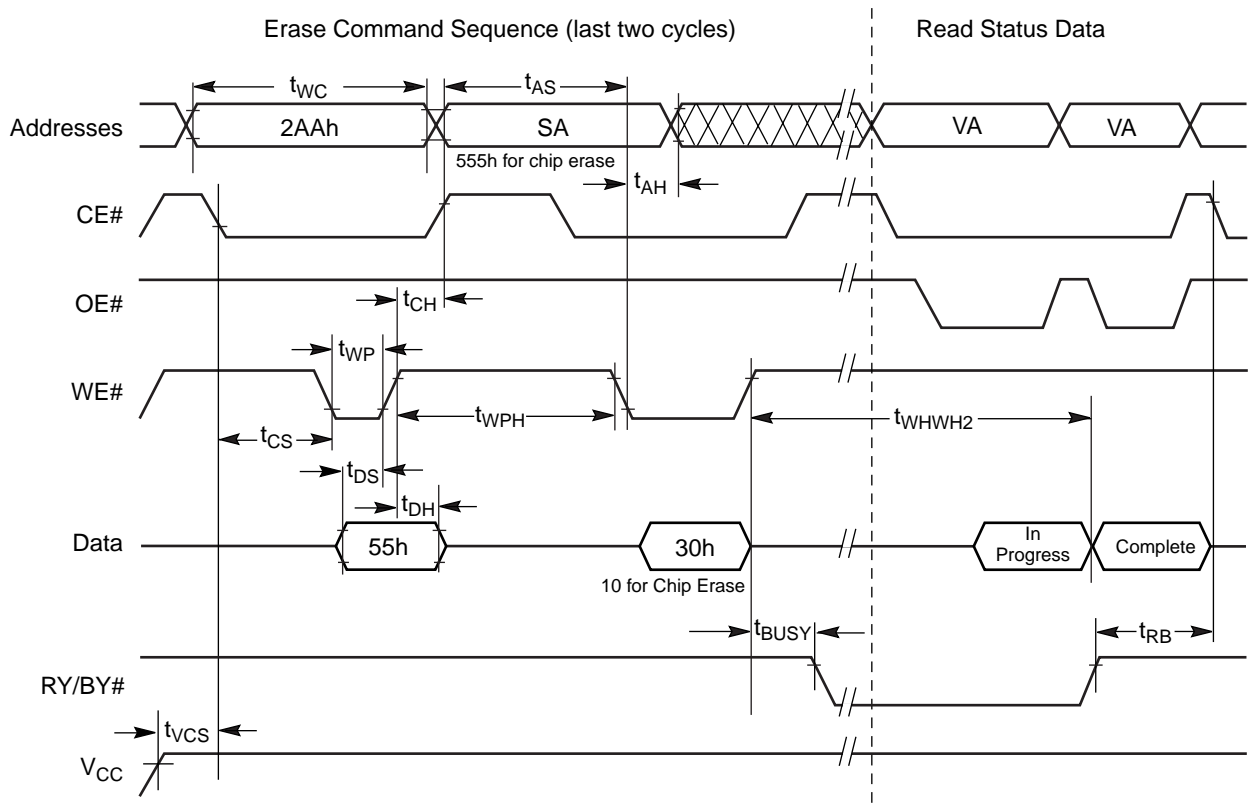 Erase Command Sequence (last two cycles)
Read Status Data
tWC
tAS
Addresses
2AAh
SA
VA
VA
555h for chip erase
tAH
CE#
OE#
tCH
tWP
WE#
tWPH
tWHWH2
tCS
tDS
tDH
Data
55h
30h
In
Progress
Complete
10 for Chip Erase
tBUSY
tRB
RY/BY#
tVCS
VCC